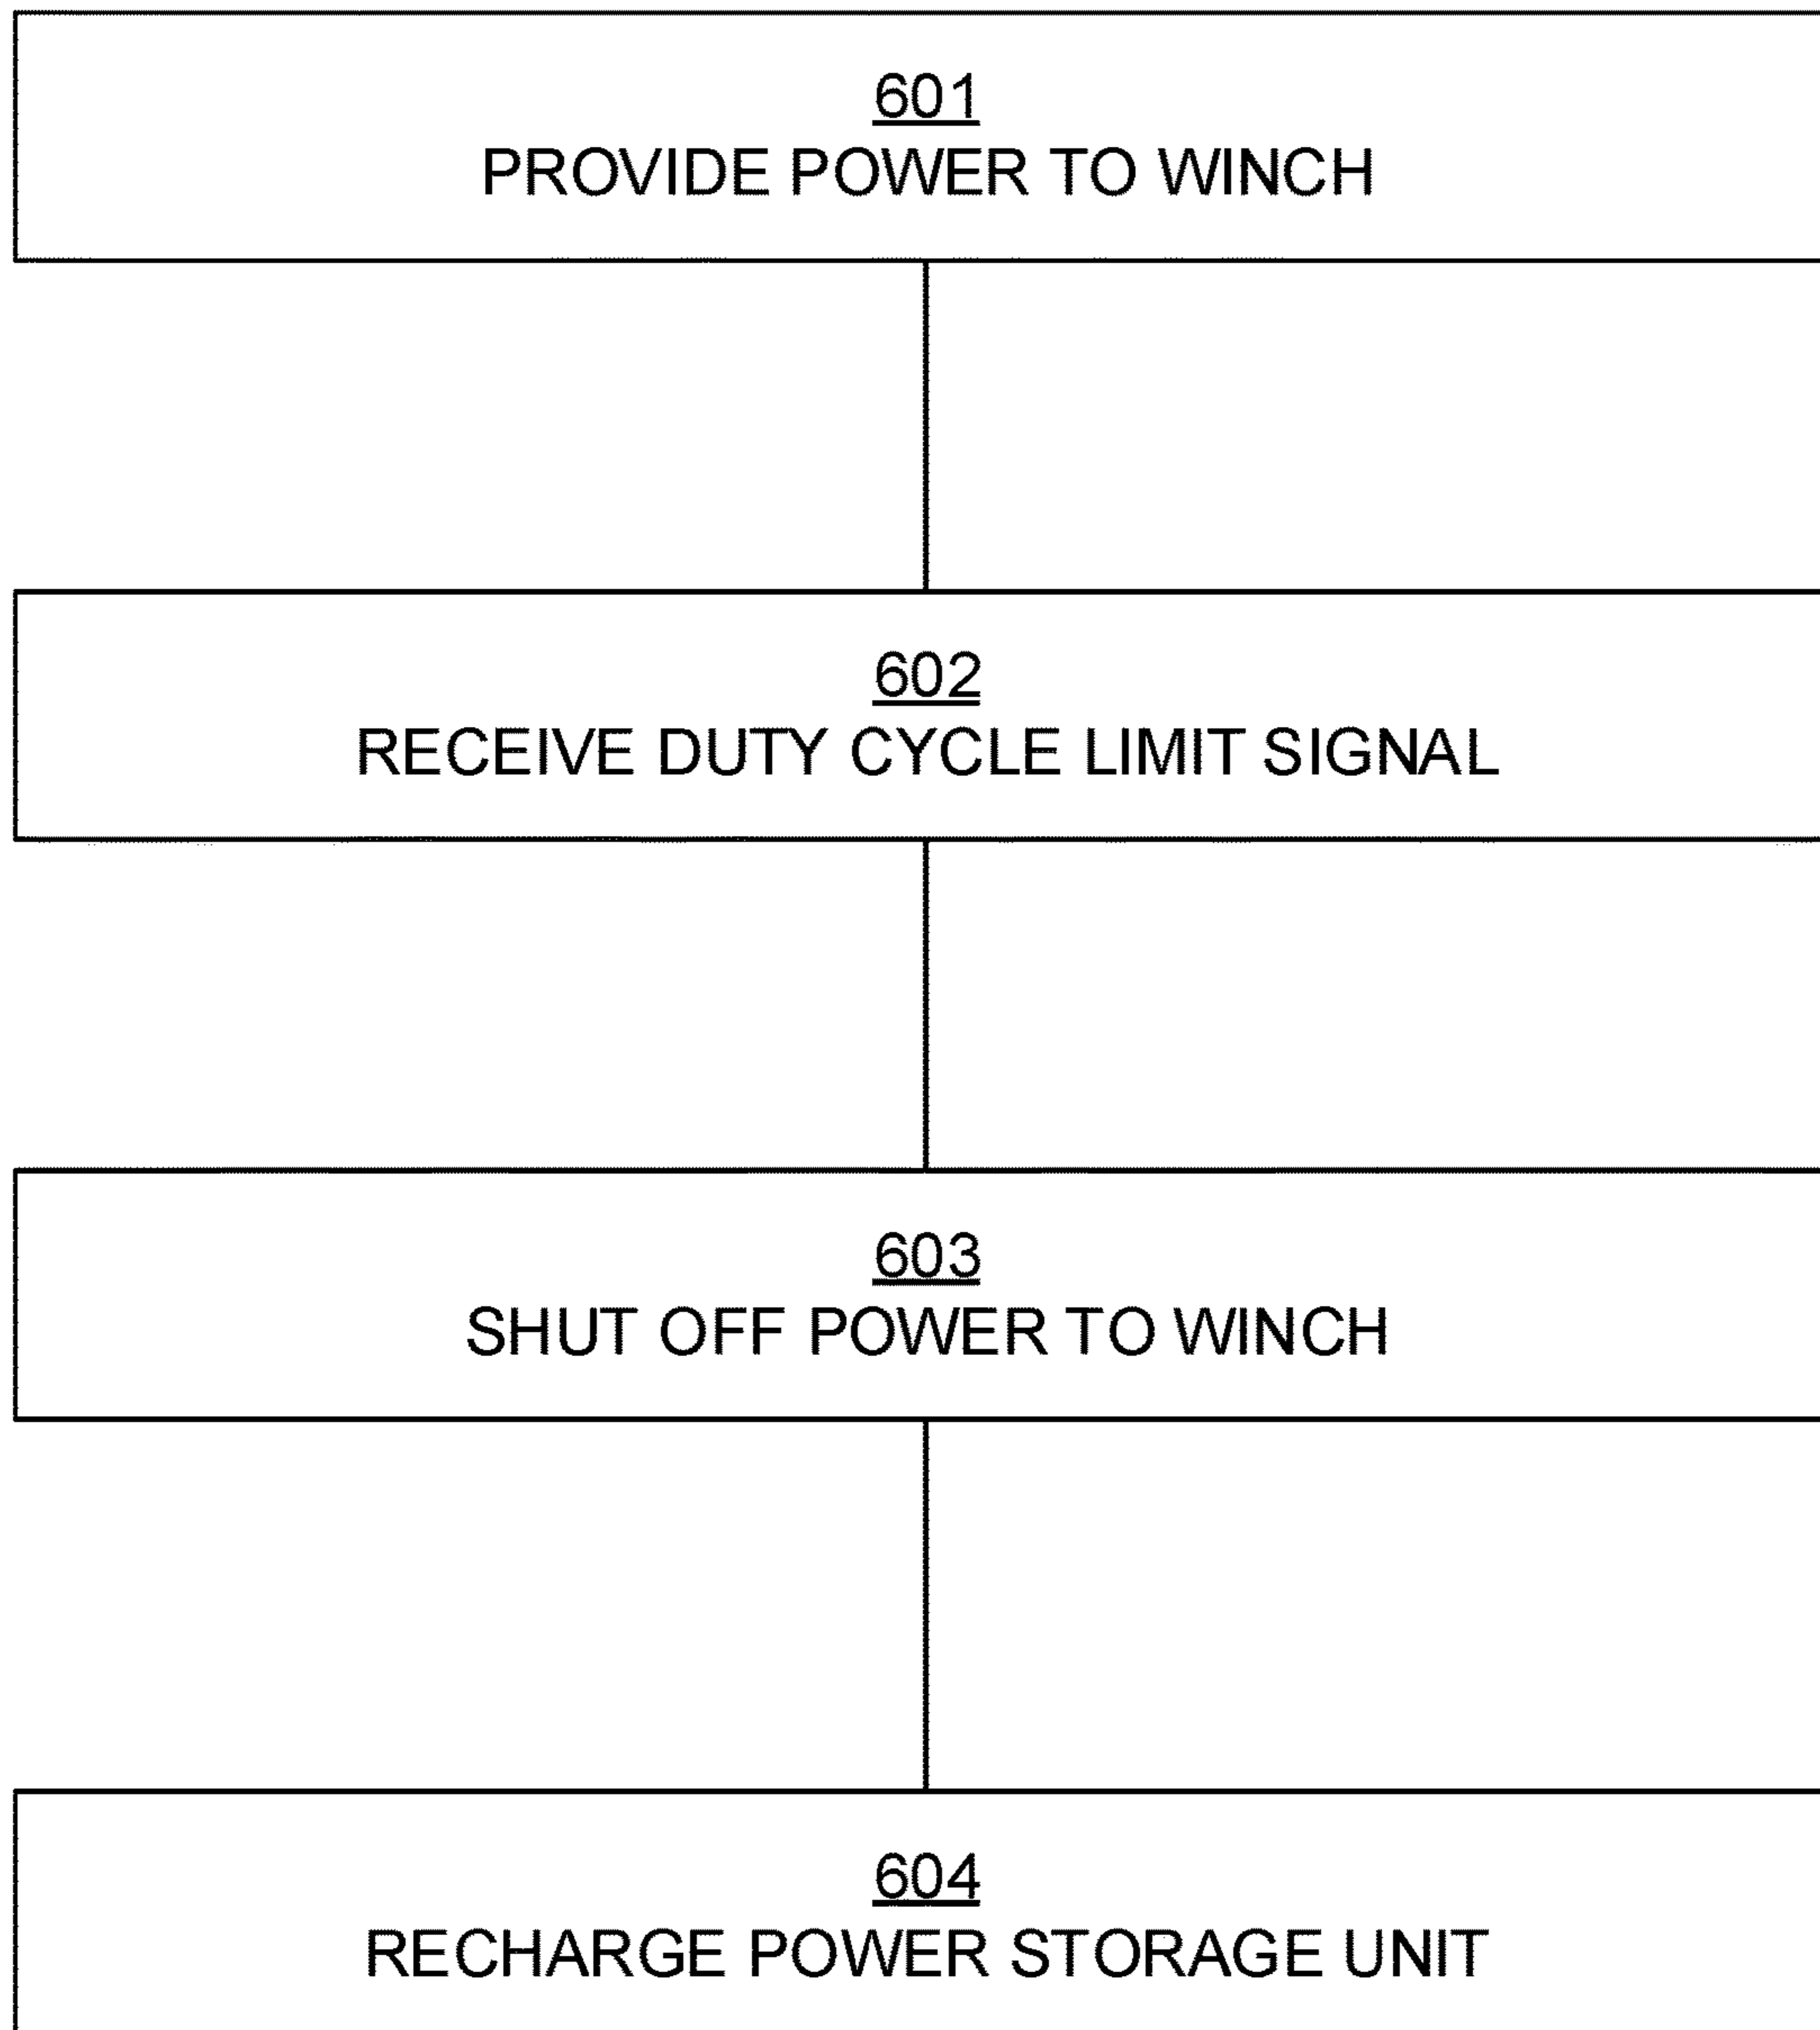 601
PROVIDE POWER TO WINCH
602
RECEIVE DUTY CYCLE LIMIT SIGNAL
603
SHUT OFF POWER TO WINCH
604
RECHARGE POWER STORAGE UNIT